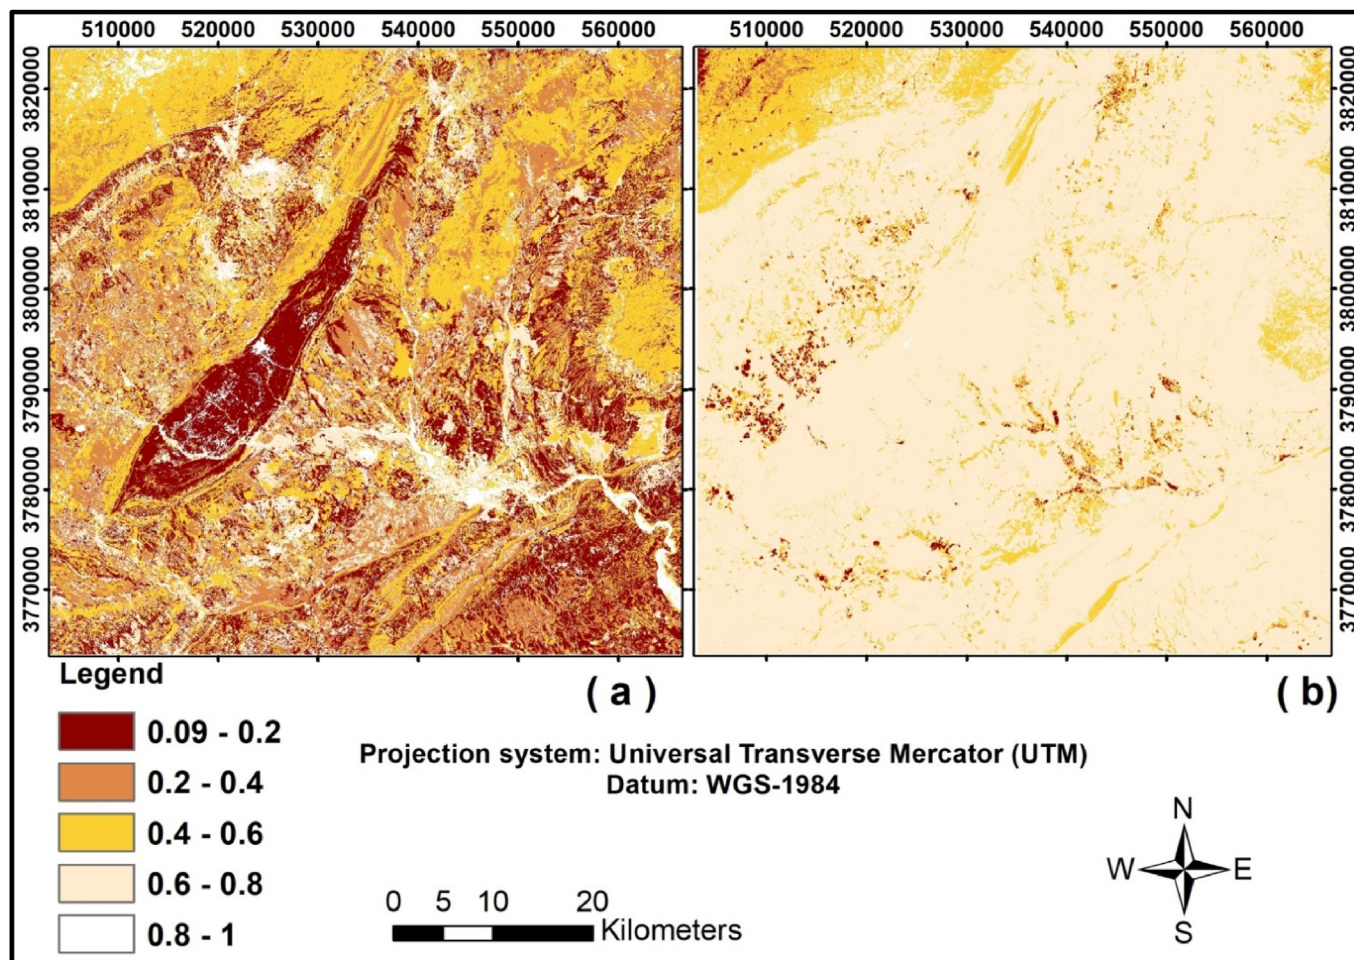 510000 520000 530000 540000 550000 560000
510000 520000 530000 540000 550000 560000
3820000
3810000
3800000
3790000
3780000
3770000
3820000
3810000
3800000
3790000
3780000
3770000
Legend
( a )
( b )
0.09 - 0.2
0.2 - 0.4
0.4 - 0.6
0.6 - 0.8
0.8 - 1
Projection system: Universal Transverse Mercator (UTM)
Datum: WGS-1984
0 5 10 20
Kilometers
N
W E
S